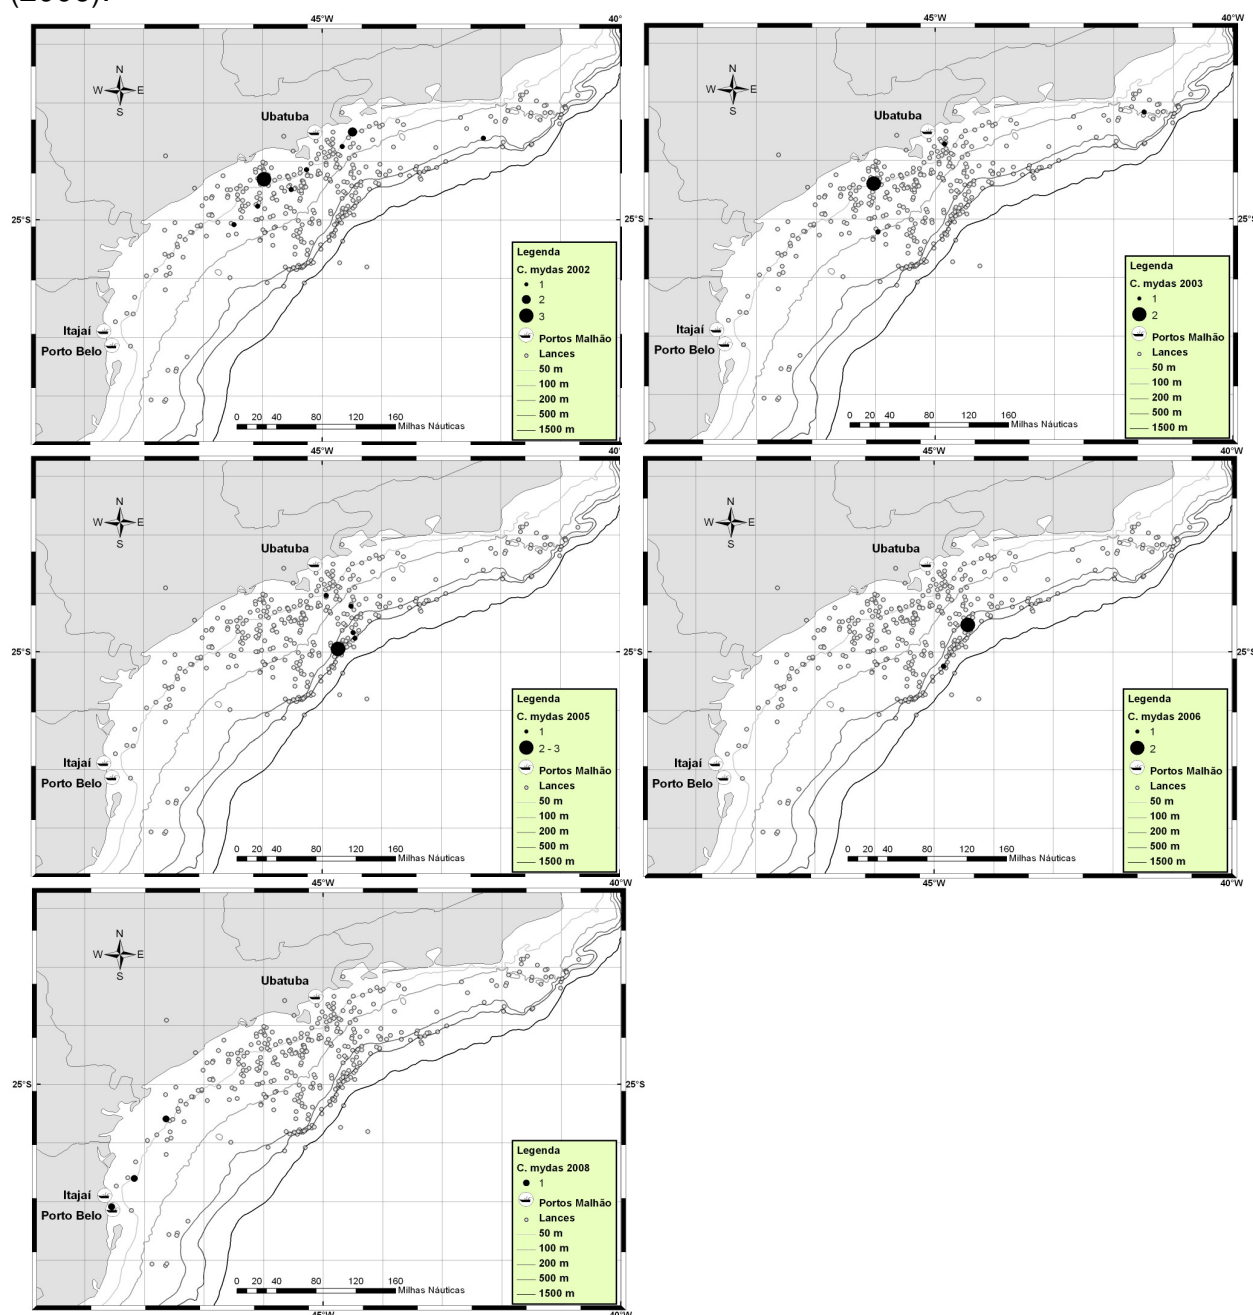 (2008).
45°W
40°
N
W E
S
Ubatuba
25°S
Itajaí
Porto Belo
Legenda
C. mydas 2002
1
2
3
Portos Malhão
Lances
50 m
100 m
200 m
500 m
1500 m
0 20 40 80 120 160
Milhas Náuticas
45°W
40°W
N
W E
S
Ubatuba
25°S
Itajaí
Porto Belo
Legenda
C. mydas 2003
1
2
Portos Malhão
Lances
50 m
100 m
200 m
500 m
1500 m
0 20 40 80 120 160
Milhas Náuticas
45°W
40°W
N
W E
S
Ubatuba
25°S
25°S
Itajaí
Porto Belo
Legenda
C. mydas 2005
1
2 - 3
Portos Malhão
Lances
50 m
100 m
200 m
500 m
1500 m
0 20 40 80 120 160
Milhas Náuticas
45°W
40°W
N
W E
S
Ubatuba
25°S
Itajaí
Porto Belo
Legenda
C. mydas 2006
1
2
Portos Malhão
Lances
50 m
100 m
200 m
500 m
1500 m
0 20 40 80 120 160
Milhas Náuticas
45°W
40°W
N
W E
S
Ubatuba
25°S
25°S
Itajaí
Porto Belo
Legenda
C. mydas 2008
1
Portos Malhão
Lances
50 m
100 m
200 m
500 m
1500 m
0 20 40 80 120 160
Milhas Náuticas
45°W
40°W